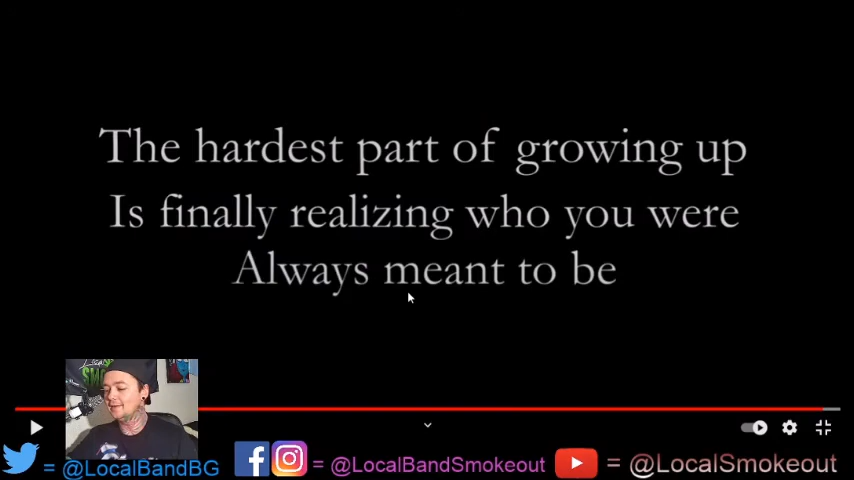 The hardest part of growing up
Is finally realizing who you were
Always meant to be
= @LocalBandBG
= @LocalBandSmokeout
= @LocalSmokeout